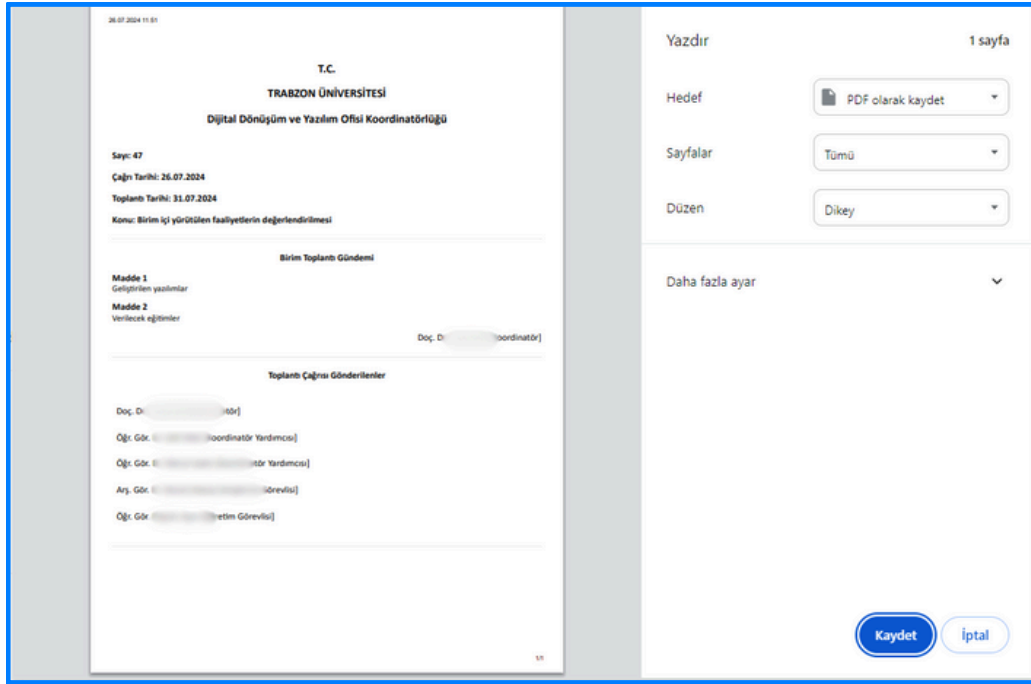 26.07.2024 11:51
T.C.
TRABZON ÜNİVERSİTESİ
Dijital Dönüşüm ve Yazılım Ofisi Koordinatörlüğü
Sayı: 47
Çağrı Tarihi: 26.07.2024
Toplantı Tarihi: 31.07.2024
Konu: Birim içi yürütülen faaliyetlerin değerlendirilmesi
Birim Toplantı Gündemi
Madde 1
Geliştirilen yazılımlar
Madde 2
Verilecek eğitimler
Doç. D oordinatör]
Toplantı Çağrısı Gönderilenler
Doç. D tör]
Öğr. Gör. oordinatör Yardımcısı]
Öğr. Gör. tör Yardımcısı]
Arş. Gör. örevlisi]
Öğr. Gör. retim Görevlisi]
1/1
Yazdır
1 sayfa
Hedef
PDF olarak kaydet
Sayfalar
Tümü
Düzen
Dikey
Daha fazla ayar
Kaydet
İptal